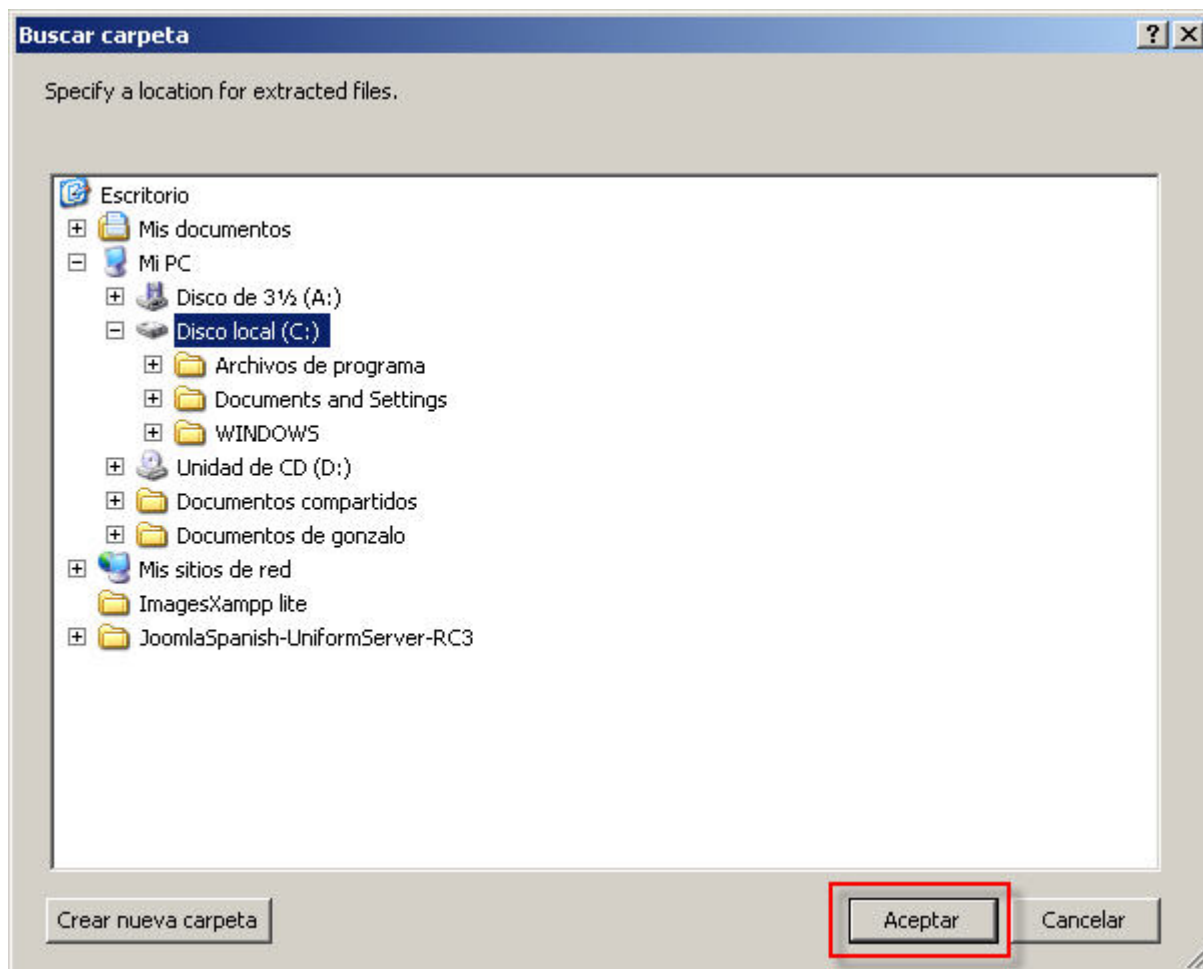 Buscar carpeta
Specify a location for extracted files.
Escritorio
Mis documentos
Mi PC
Disco de 3½ (A:)
Disco local (C:)
Archivos de programa
Documents and Settings
WINDOWS
Unidad de CD (D:)
Documentos compartidos
Documentos de gonzalo
Mis sitios de red
ImagesXampp lite
JoomlaSpanish-UniformServer-RC3
Crear nueva carpeta Aceptar Cancelar